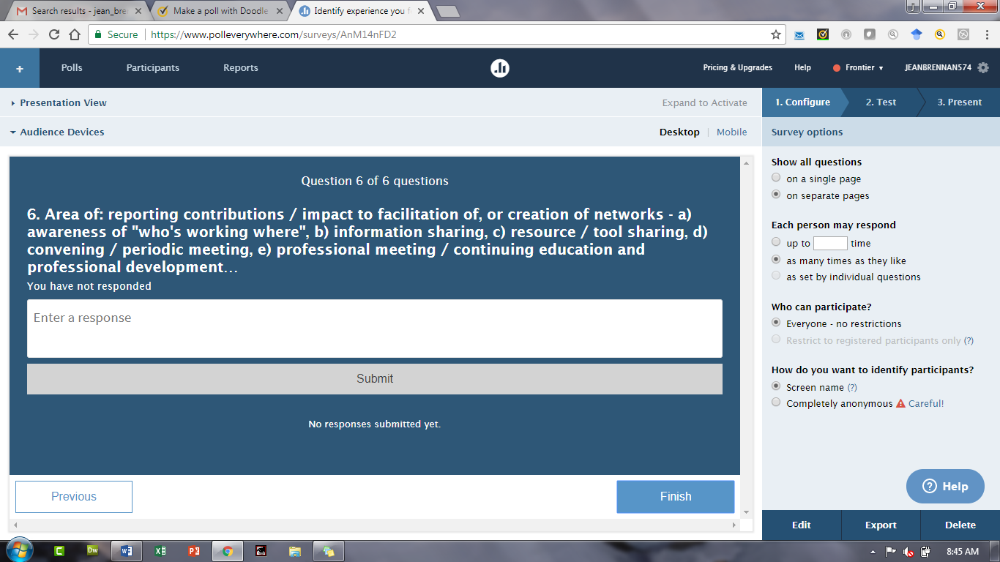 Search results - jean_bre
Make a poll with Doodle
Identify experience you f
j
Secure
https://www.polleverywhere.com/surveys/AnM14nFD2
+
Polls
Participants
Reports
Pricing & Upgrades
Help
Frontier
JEANBRENNAN574
Presentation View
Expand to Activate
1. Configure
2. Test
3. Present
Audience Devices
Desktop | Mobile
Survey options
Question 6 of 6 questions
6. Area of: reporting contributions / impact to facilitation of, or creation of networks - a)
awareness of "who's working where", b) information sharing, c) resource / tool sharing, d)
convening / periodic meeting, e) professional meeting / continuing education and
professional development…
You have not responded
Enter a response
Submit
No responses submitted yet.
Previous
Finish
Show all questions
on a single page
on separate pages
Each person may respond
up to time
as many times as they like
as set by individual questions
Who can participate?
Everyone - no restrictions
Restrict to registered participants only (?)
How do you want to identify participants?
Screen name (?)
Completely anonymous Careful!
? Help
Edit
Export
Delete
C
Dw
W
X
P
8:45 AM